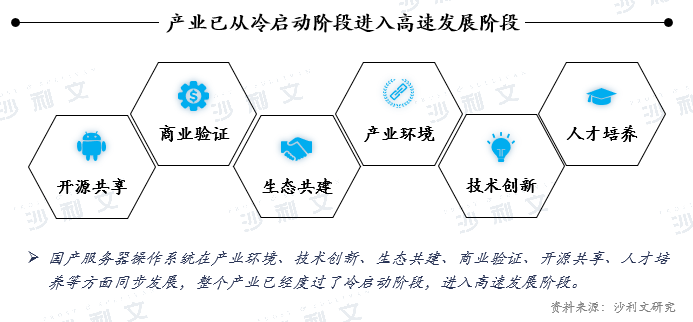 产业已从冷启动阶段进入高速发展阶段
商业验证
产业环境
人才培养
开源共享
生态共建
技术创新
国产服务器操作系统在产业环境、技术创新、生态共建、商业验证、开源共享、人才培
养等方面同步发展，整个产业已经度过了冷启动阶段，进入高速发展阶段。
资料来源：沙利文研究
沙利文